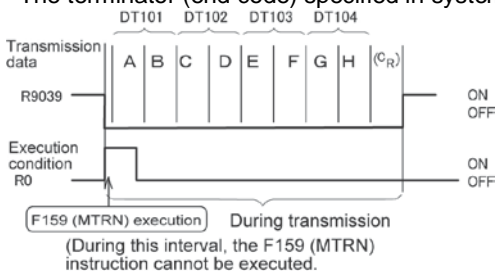 The terminator (end code) specified in system
DT101 DT102 DT103 DT104
Transmission
data
A B C D E F G H (CR)
R9039
ON
OFF
Execution
condition
R0
ON
OFF
F159 (MTRN) execution
During transmission
(During this interval, the F159 (MTRN)
instruction cannot be executed.